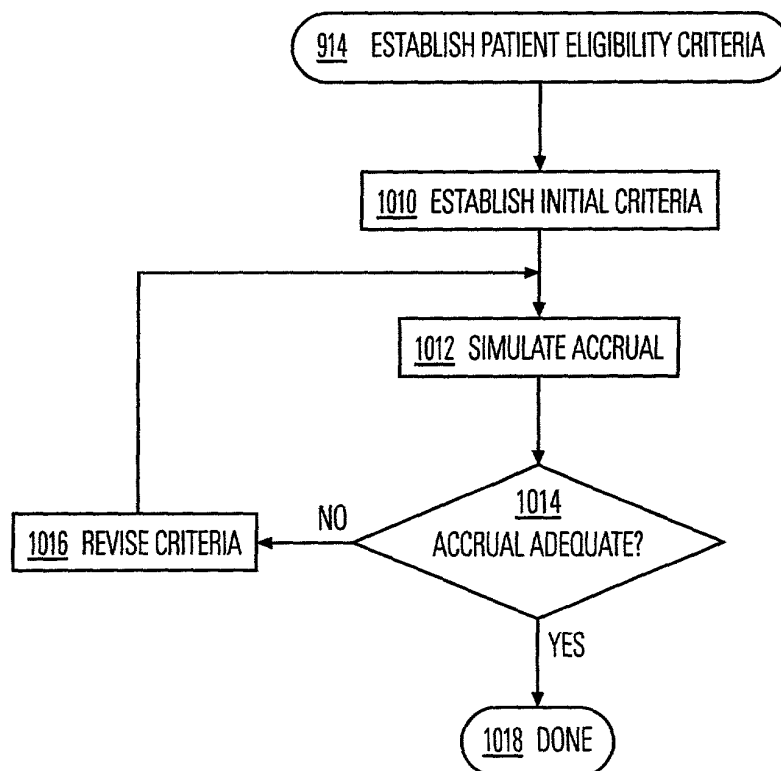 914 ESTABLISH PATIENT ELIGIBILITY CRITERIA
1010 ESTABLISH INITIAL CRITERIA
1012 SIMULATE ACCRUAL
1014
ACCRUAL ADEQUATE?
NO
1016 REVISE CRITERIA
YES
1018 DONE